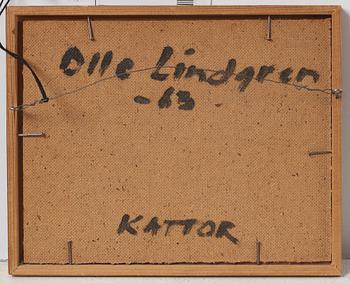 Olle Lindgren
-63
KATTOR